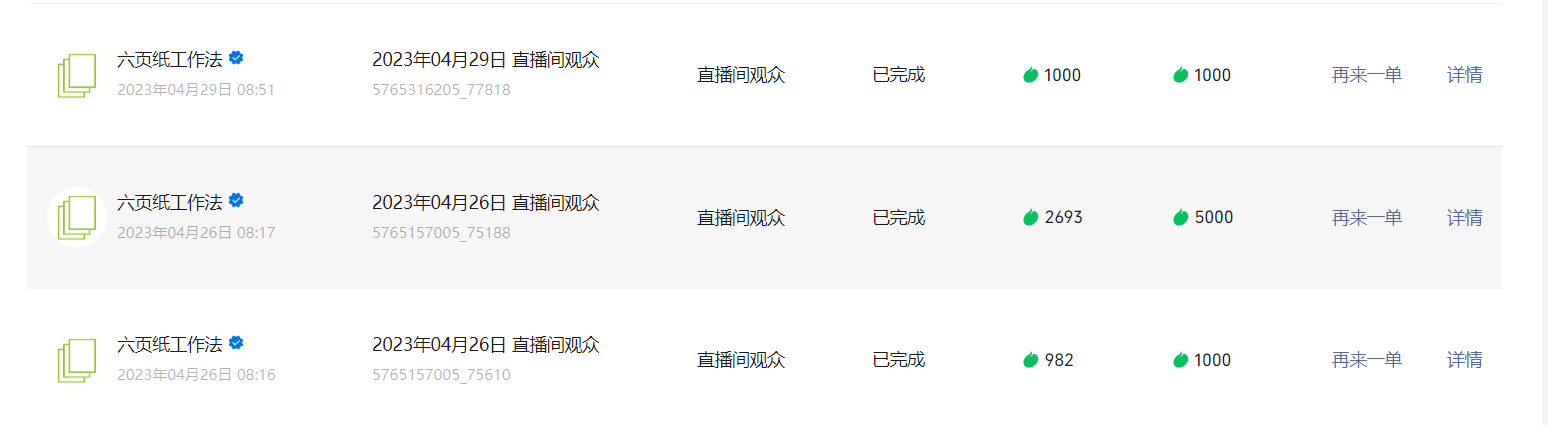 六页纸工作法
2023年04月29日 08:51
2023年04月29日 直播间观众
5765316205_77818
直播间观众
已完成
1000
1000
再来一单
详情
六页纸工作法
2023年04月26日 08:17
2023年04月26日 直播间观众
5765157005_75188
直播间观众
已完成
2693
5000
再来一单
详情
六页纸工作法
2023年04月26日 08:16
2023年04月26日 直播间观众
5765157005_75610
直播间观众
已完成
982
1000
再来一单
详情